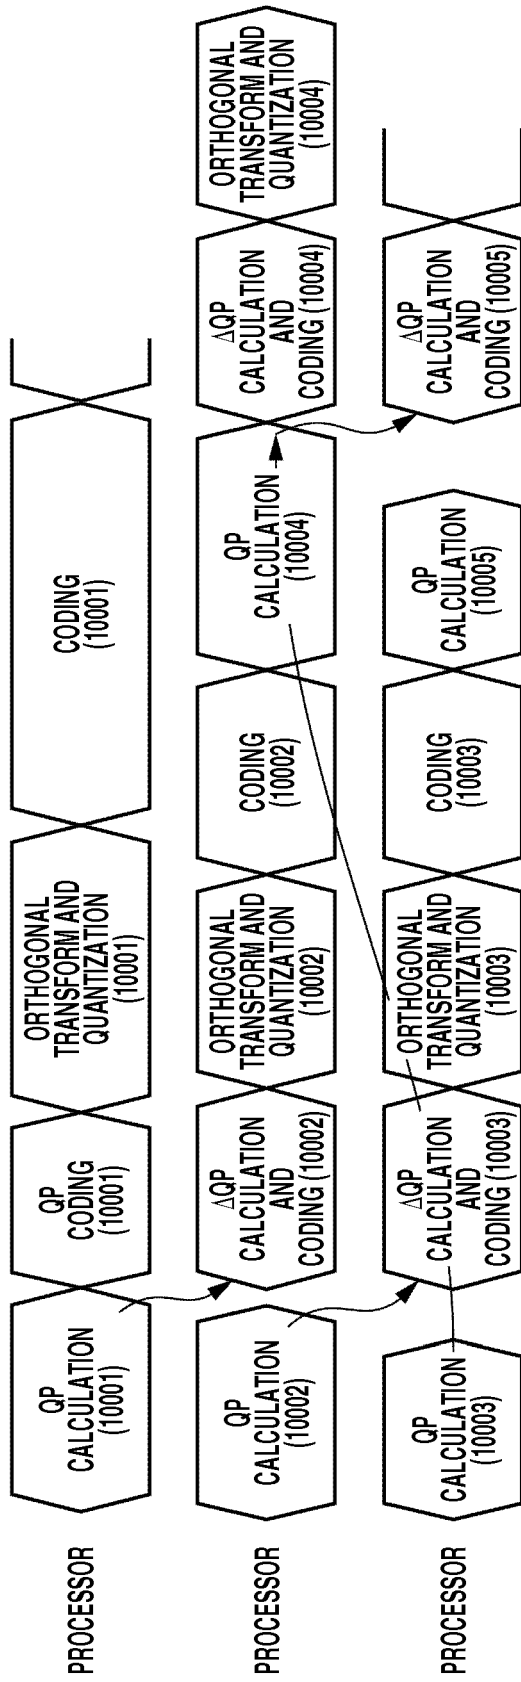 PROCESSOR
QP
CALCULATION
(10001)
QP
CODING
(10001)
ORTHOGONAL
TRANSFORM AND
QUANTIZATION
(10001)
CODING
(10001)
PROCESSOR
QP
CALCULATION
(10002)
ΔQP
CALCULATION
AND
CODING (10002)
ORTHOGONAL
TRANSFORM AND
QUANTIZATION
(10002)
CODING
(10002)
QP
CALCULATION
(10004)
ΔQP
CALCULATION
AND
CODING (10004)
ORTHOGONAL
TRANSFORM AND
QUANTIZATION
(10004)
PROCESSOR
QP
CALCULATION
(10003)
ΔQP
CALCULATION
AND
CODING (10003)
ORTHOGONAL
TRANSFORM AND
QUANTIZATION
(10003)
CODING
(10003)
QP
CALCULATION
(10005)
ΔQP
CALCULATION
AND
CODING (10005)